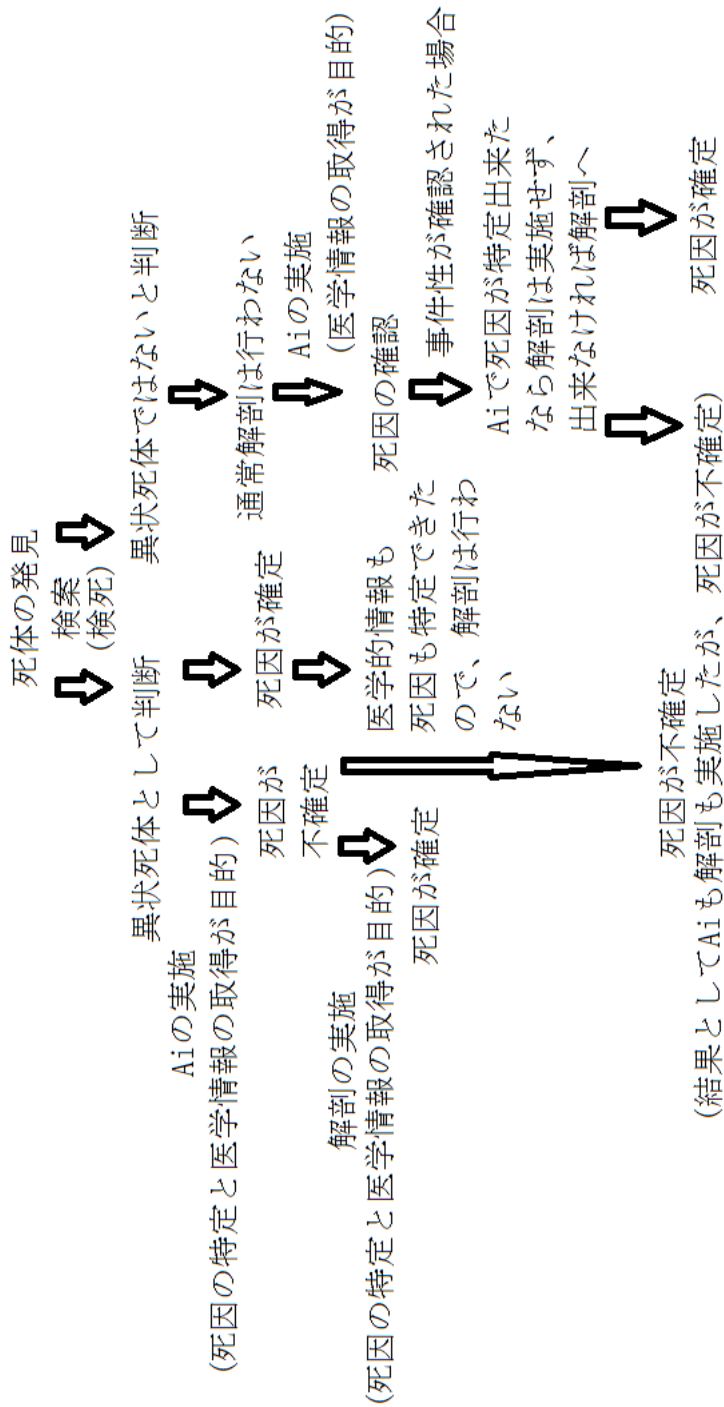 死体の発見
検案
(検死)
異状死体として判断
異状死体ではないと判断
Aiの実施
(死因の特定と医学情報の取得が目的)
死因が
不確定
死因が確定
通常解剖は行わない
Aiの実施
(医学情報の取得が目的)
解剖の実施
(死因の特定と医学情報の取得が目的)
死因が確定
医学的情報も
死因も特定できた
ので、解剖は行わ
ない
死因の確認
事件性が確認された場合
Aiで死因が特定出来た
なら解剖は実施せず、
出来なければ解剖へ
死因が不確定
(結果としてAiも解剖も実施したが、死因が不確定)
死因が確定